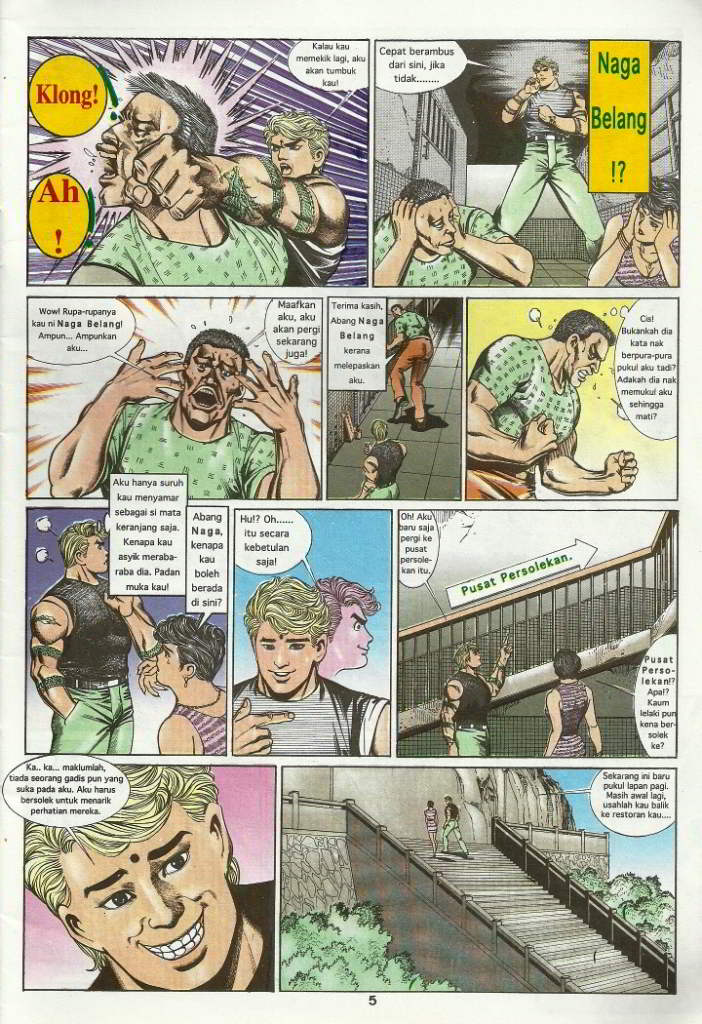 Klong!
Ah
!
Kalau kau
memekik lagi, aku
akan tumbuk
kau!
Cepat berambus
dari sini, jika
tidak........
Naga
Belang
!?
Wow! Rupa-rupanya
kau ni Naga Belang!
Ampun... Ampunkan
aku...
Maafkan
aku, aku
akan pergi
sekarang
juga!
Terima kasih,
Abang Naga
Belang
kerana
melepaskan
aku.
Cis!
Bukankah dia
kata nak
berpura-pura
pukul aku tadi?
Adakah dia nak
memukul aku
sehingga
mati?
Aku hanya suruh
kau menyamar
sebagai si mata
keranjang saja.
Kenapa kau
asyik meraba-
raba dia. Padan
muka kau!
Abang
Naga,
kenapa
kau
boleh
berada
di sini?
Hu!? Oh......
itu secara
kebetulan
saja!
Oh! Aku
baru saja
pergi ke
pusat
persole-
kan itu.
Pusat Persolekan.
Pusat
Perso-
lekan!?
Apa!?
Kaum
lelaki pun
kena ber-
solek
ke?
Ka.. ka... maklumlah,
tiada seorang gadis pun yang
suka pada aku. Aku harus
bersolek untuk menarik
perhatian mereka.
Sekarang ini baru
pukul lapan pagi.
Masih awal lagi,
usahlah kau balik
ke restoran kau....
5